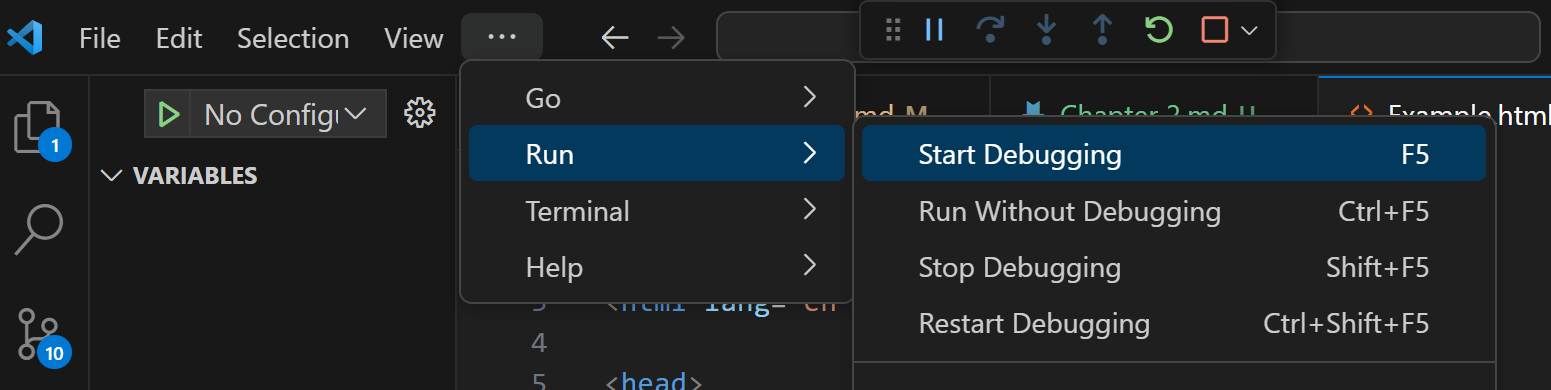 File Edit Selection View ...
No Config
Go
md M
Chapter 2.md U
Example.html
Run
Start Debugging F5
1
VARIABLES
Terminal
Run Without Debugging Ctrl+F5
Help
Stop Debugging Shift+F5
3 <html lang="en
Restart Debugging Ctrl+Shift+F5
4
10
5 <head>